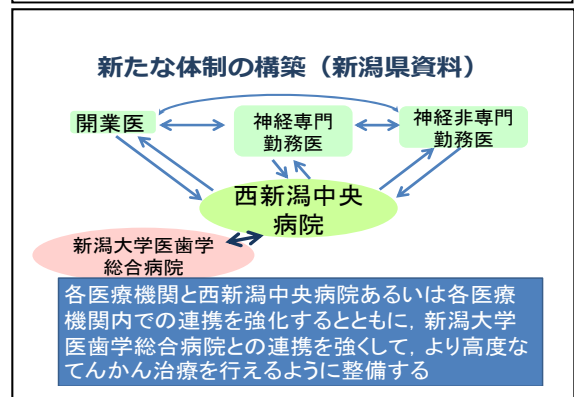 新たな体制の構築（新潟県資料）
開業医
神経専門
勤務医
神経非専門
勤務医
西新潟中央
病院
新潟大学医歯学
総合病院
各医療機関と西新潟中央病院あるいは各医療
機関内での連携を強化するとともに，新潟大学
医歯学総合病院との連携を強くして，より高度な
てんかん治療を行えるように整備する